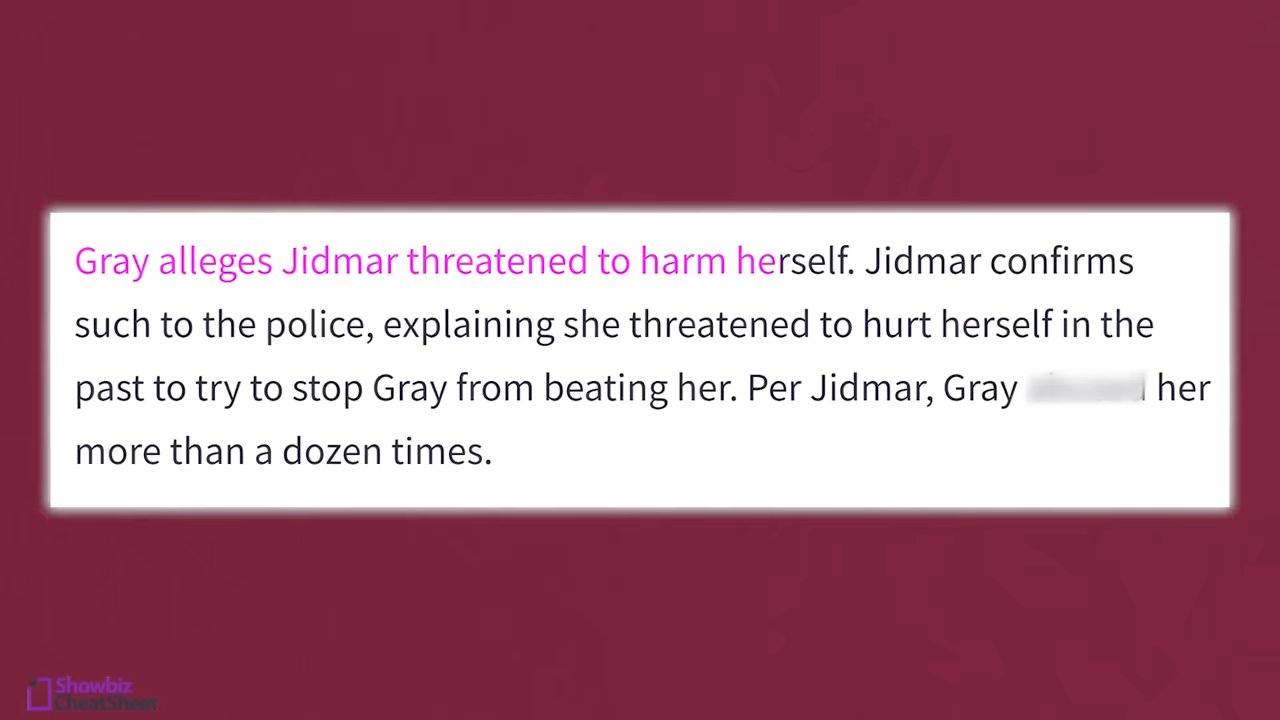 Gray alleges Jidmar threatened to harm herself. Jidmar confirms
such to the police, explaining she threatened to hurt herself in the
past to try to stop Gray from beating her. Per Jidmar, Gray her
more than a dozen times.
Showbiz
CheatSheet